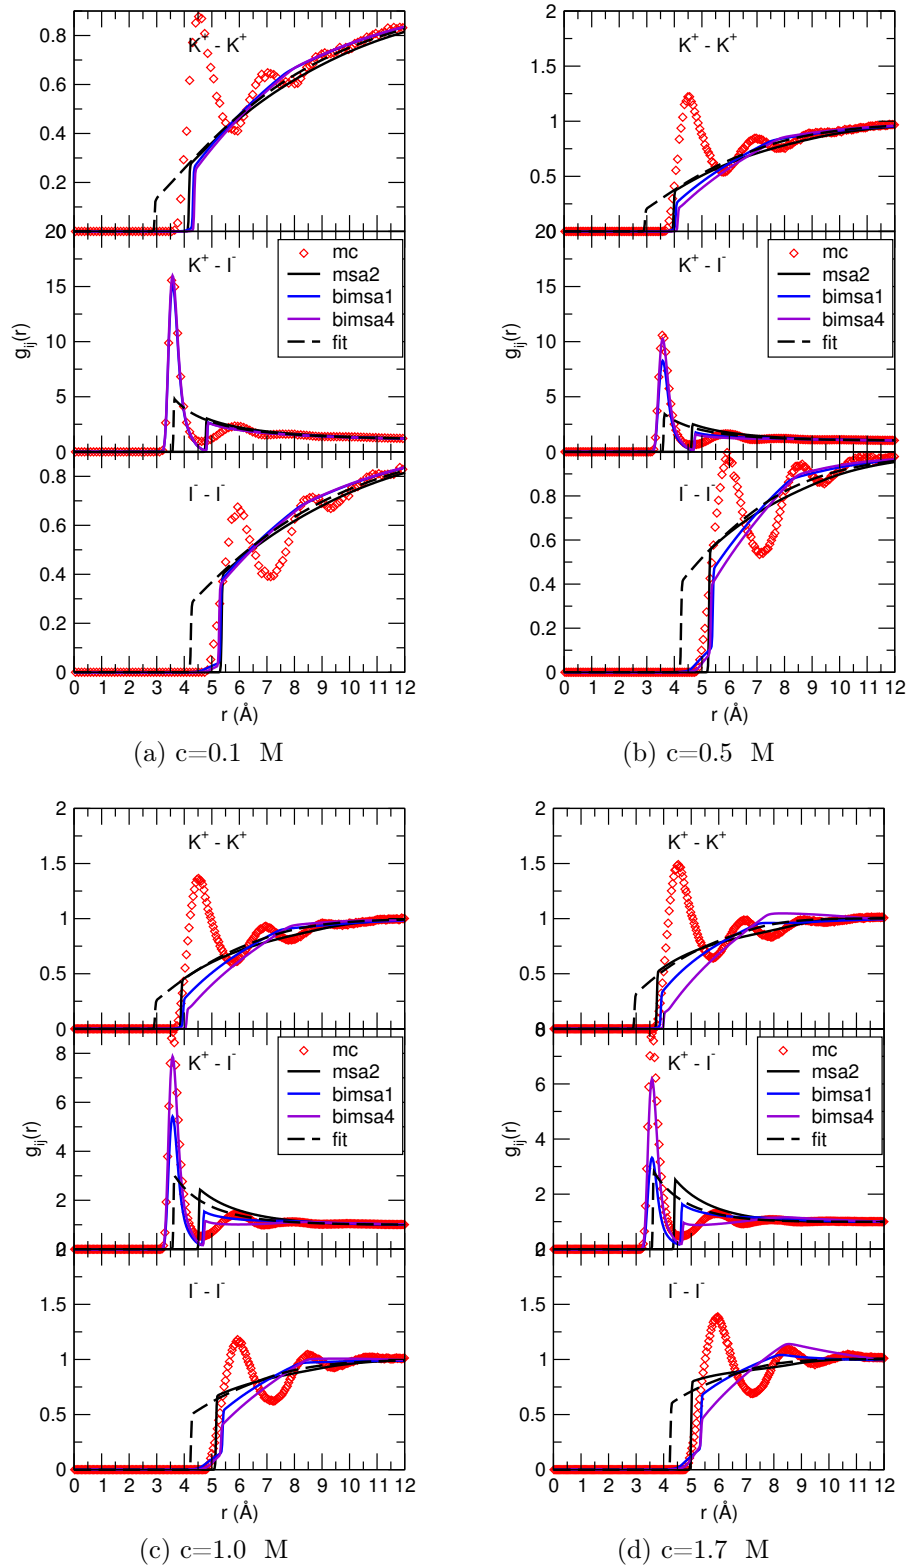 0.8
0.6
0.4
0.2
K⁺ - K⁺
20
15
10
5
0
g_ij(r)
K⁺ - I⁻
mc
msa2
bimsa1
bimsa4
fit
0.8
0.6
0.4
0.2
0
I⁻ - I⁻
0 1 2 3 4 5 6 7 8 9 10 11 12
r (Å)
(a) c=0.1 M
2
1.5
1
0.5
K⁺ - K⁺
20
15
10
5
0
g_ij(r)
K⁺ - I⁻
mc
msa2
bimsa1
bimsa4
fit
0.8
0.6
0.4
0.2
0
I⁻ - I⁻
0 1 2 3 4 5 6 7 8 9 10 11 12
r (Å)
(b) c=0.5 M
2
1.5
1
0.5
0
K⁺ - K⁺
8
6
4
2
g_ij(r)
K⁺ - I⁻
mc
msa2
bimsa1
bimsa4
fit
1.5
1
0.5
0
I⁻ - I⁻
0 1 2 3 4 5 6 7 8 9 10 11 12
r (Å)
(c) c=1.0 M
2
1.5
1
0.5
K⁺ - K⁺
6
4
2
g_ij(r)
K⁺ - I⁻
mc
msa2
bimsa1
bimsa4
fit
1.5
1
0.5
0
I⁻ - I⁻
0 1 2 3 4 5 6 7 8 9 10 11 12
r (Å)
(d) c=1.7 M